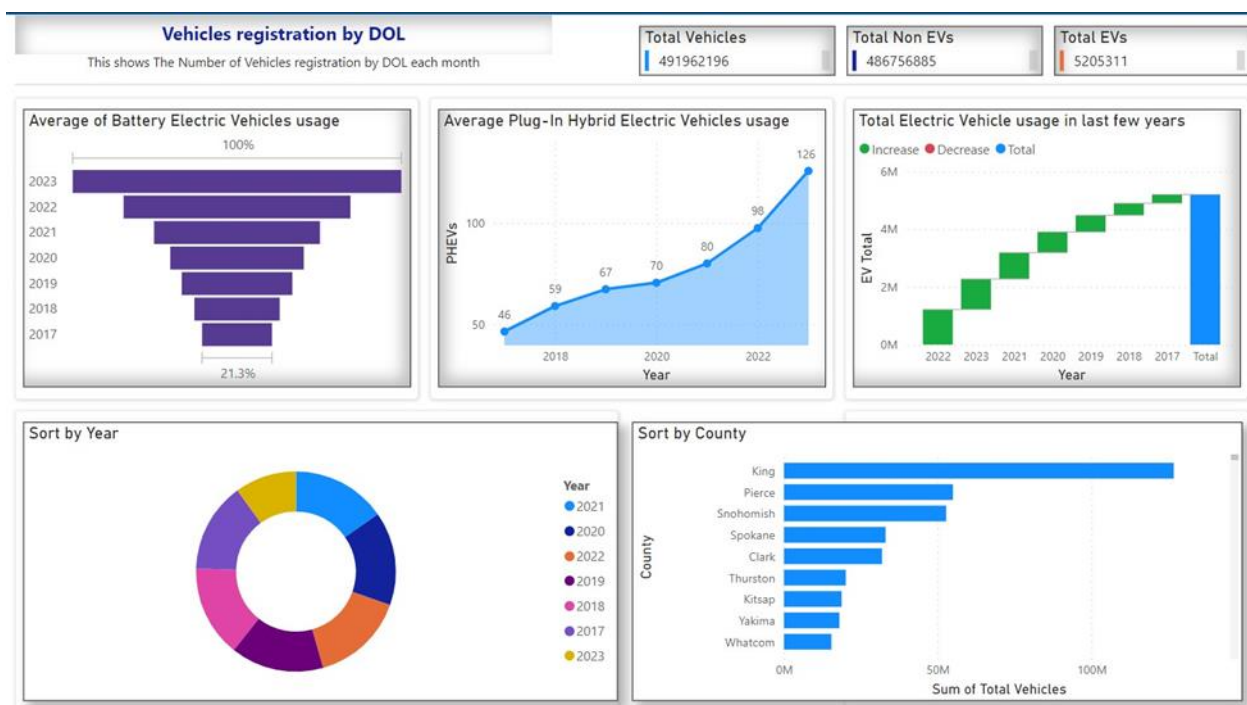 Vehicles registration by DOL
This shows The Number of Vehicles registration by DOL each month
Total Vehicles
491962196
Total Non EVs
486756885
Total EVs
5205311
Average of Battery Electric Vehicles usage
100%
2023
2022
2021
2020
2019
2018
2017
21.3%
Average Plug-In Hybrid Electric Vehicles usage
PHEVs
100
50
46
59
67
70
80
98
126
2018
2020
2022
Year
Total Electric Vehicle usage in last few years
Increase Decrease Total
EV Total
6M
4M
2M
0M
2022 2023 2021 2020 2019 2018 2017 Total
Year
Sort by Year
Year
2021
2020
2022
2019
2018
2017
2023
Sort by County
County
King
Pierce
Snohomish
Spokane
Clark
Thurston
Kitsap
Yakima
Whatcom
0M 50M 100M
Sum of Total Vehicles